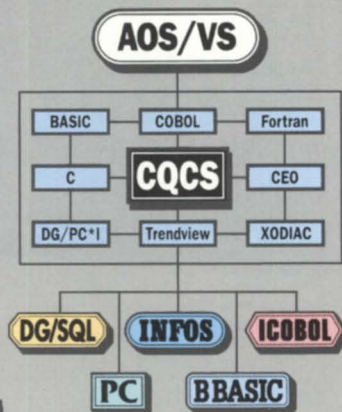 AOS/VS
BASIC COBOL Fortran
C CQCS CEO
DG/PC*I Trendview XODIAC
DG/SQL INFOS ICOBOL
PC BBASIC